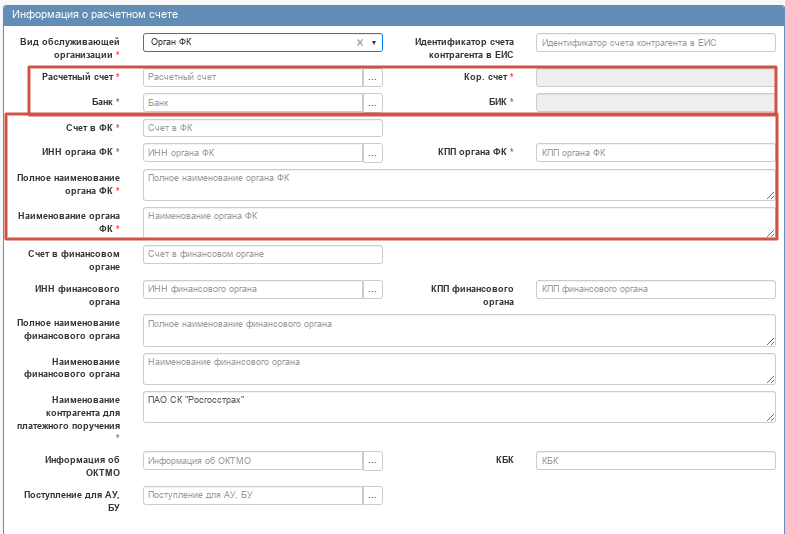 Информация о расчетном счете
Вид обслуживающей
организации *
Орган ФК
x
Идентификатор счета
контрагента в ЕИС
Идентификатор счета контрагента в ЕИС
Расчетный счет *
Расчетный счет
...
Кор. счет *
Банк *
Банк
...
БИК *
Счет в ФК *
Счет в ФК
ИНН органа ФК *
ИНН органа ФК
...
КПП органа ФК *
КПП органа ФК
Полное наименование
органа ФК *
Полное наименование органа ФК
Наименование органа
ФК *
Наименование органа ФК
Счет в финансовом
органе
Счет в финансовом органе
ИНН финансового
органа
ИНН финансового органа
...
КПП финансового
органа
КПП финансового органа
Полное наименование
финансового органа
Полное наименование финансового органа
Наименование
финансового органа
Наименование финансового органа
Наименование
контрагента для
платежного поручения
*
ПАО СК "Росгосстрах"
Информация об
ОКТМО
Информация об ОКТМО
...
КБК
КБК
Поступление для АУ,
БУ
Поступление для АУ, БУ
...